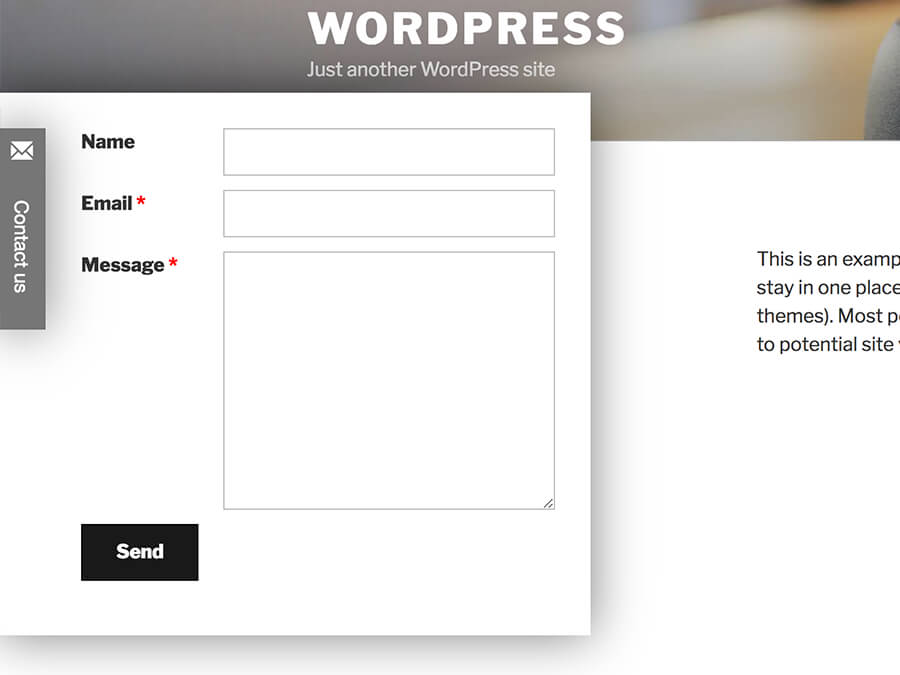 WORDPRESS
Just another WordPress site
Contact us
Name
Email *
Message *
Send
This is an examp
stay in one place
themes). Most p
to potential site